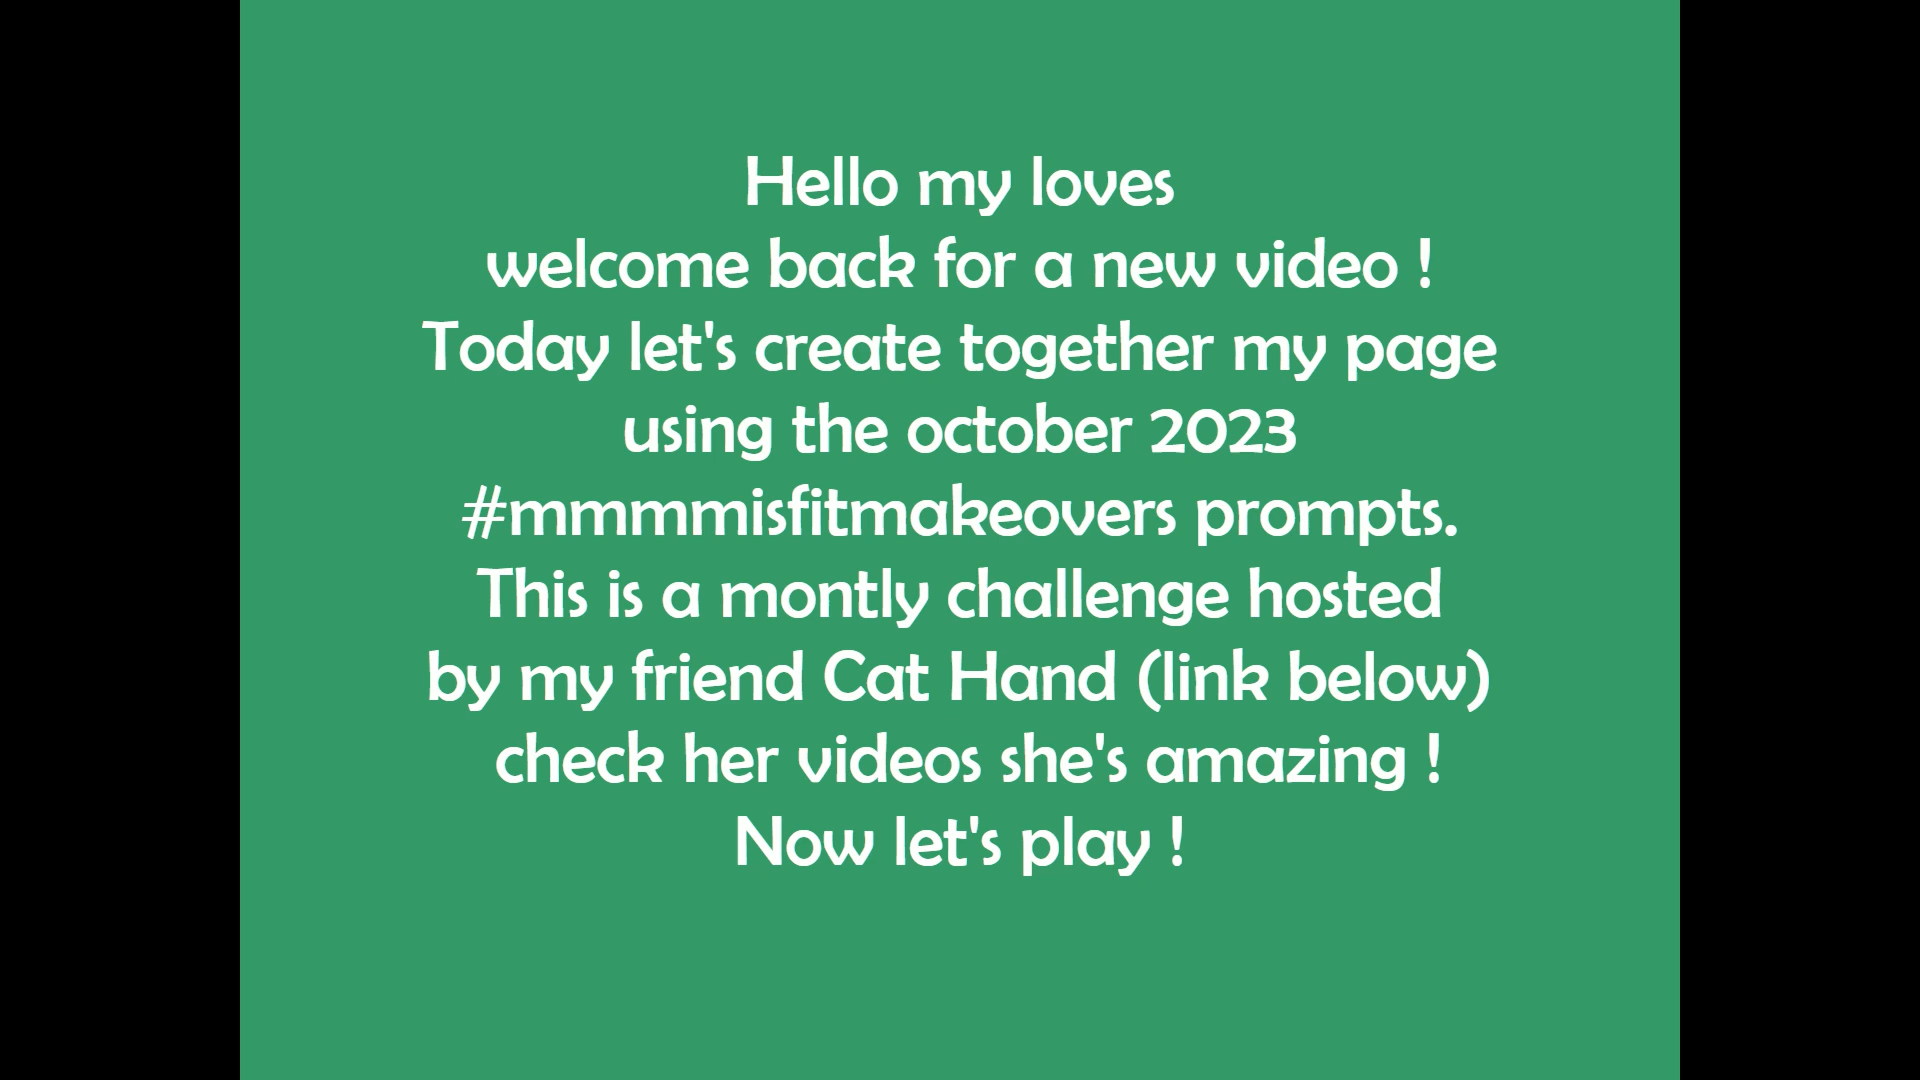 Hello my loves
welcome back for a new video !
Today let's create together my page
using the october 2023
#mmmmisfitmakeovers prompts.
This is a montly challenge hosted
by my friend Cat Hand (link below)
check her videos she's amazing !
Now let's play !